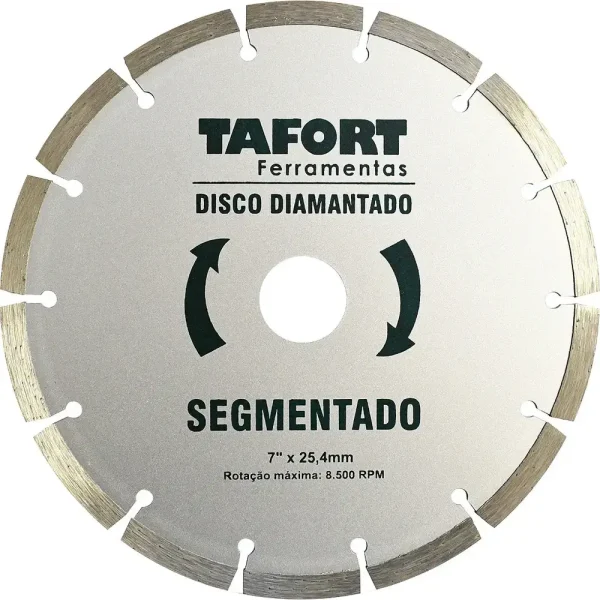 TAFORT
Ferramentas
DISCO DIAMANTADO
SEGMENTADO
7" x 25,4mm
Rotação máxima: 8.500 RPM